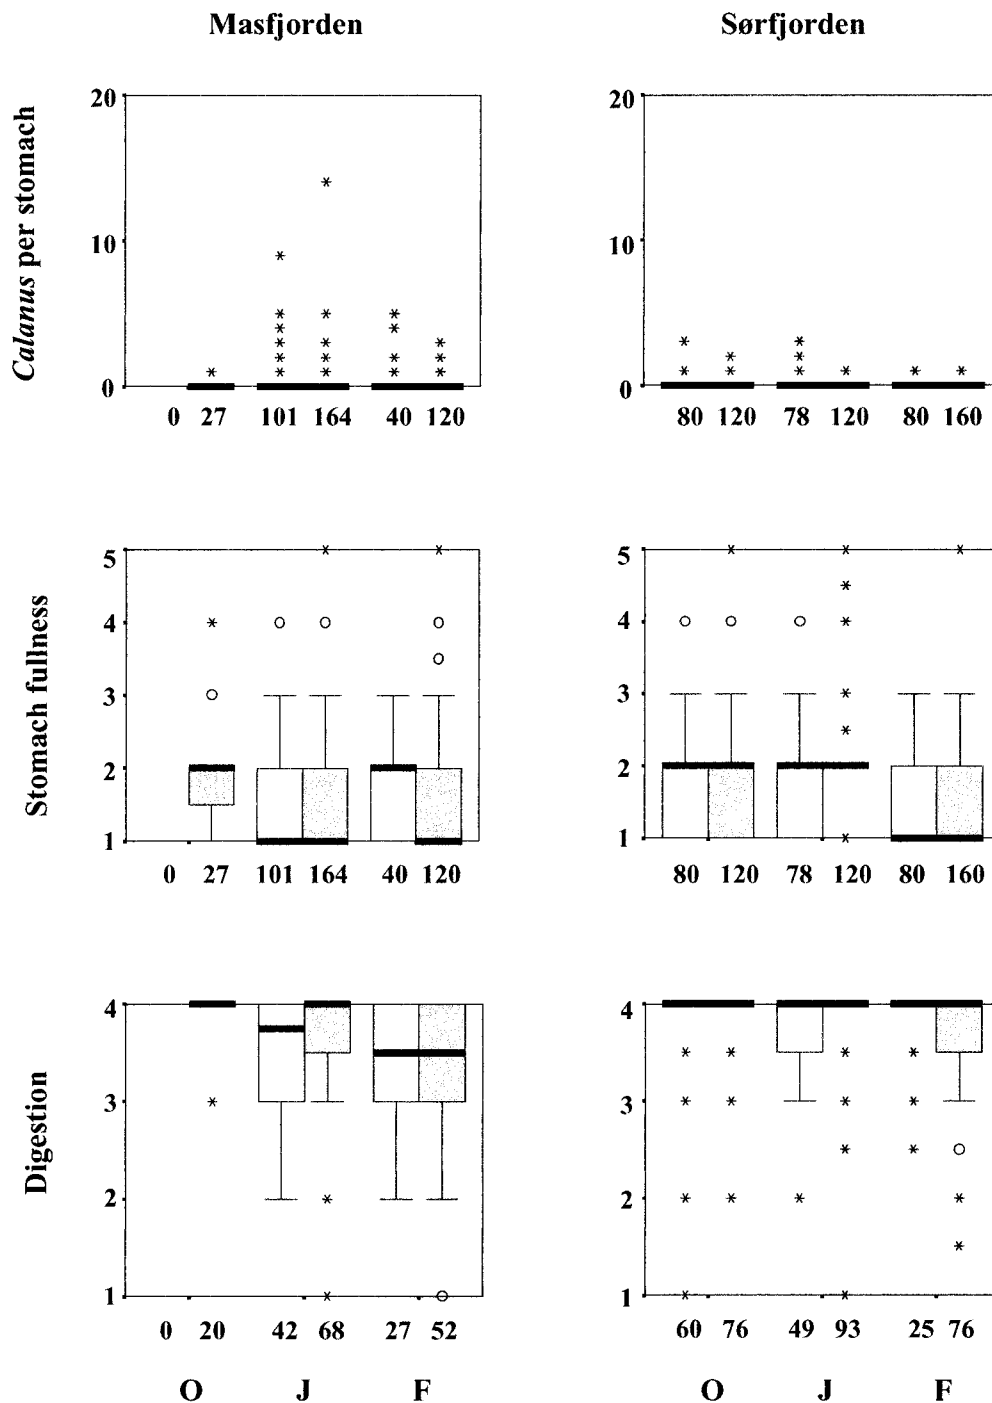 Masfjorden Sørfjorden
Calanus per stomach
20
10
0
0 27 101 164 40 120
20
10
0
80 120 78 120 80 160
Stomach fullness
5
4
3
2
1
0 27 101 164 40 120
5
4
3
2
1
80 120 78 120 80 160
Digestion
4
3
2
1
0 20 42 68 27 52
O J F
4
3
2
1
60 76 49 93 25 76
O J F